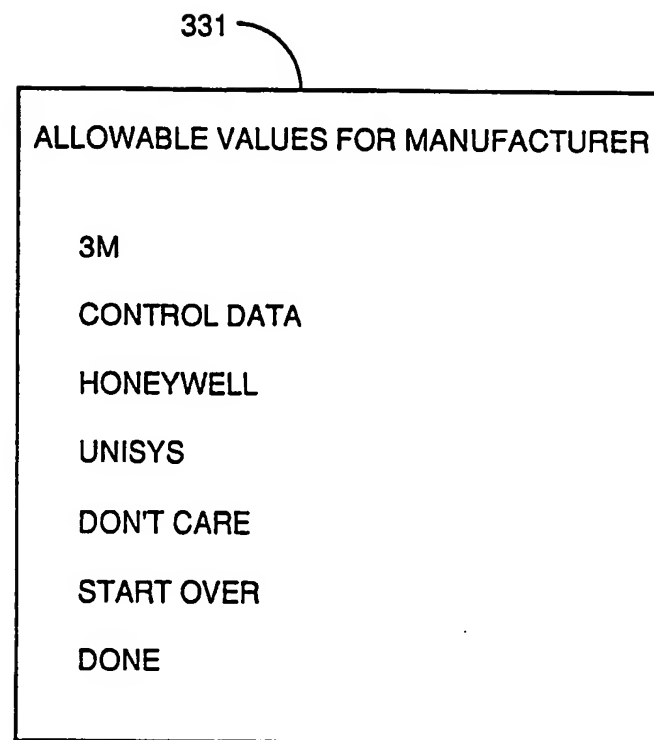 331
ALLOWABLE VALUES FOR MANUFACTURER
3M
CONTROL DATA
HONEYWELL
UNISYS
DON'T CARE
START OVER
DONE